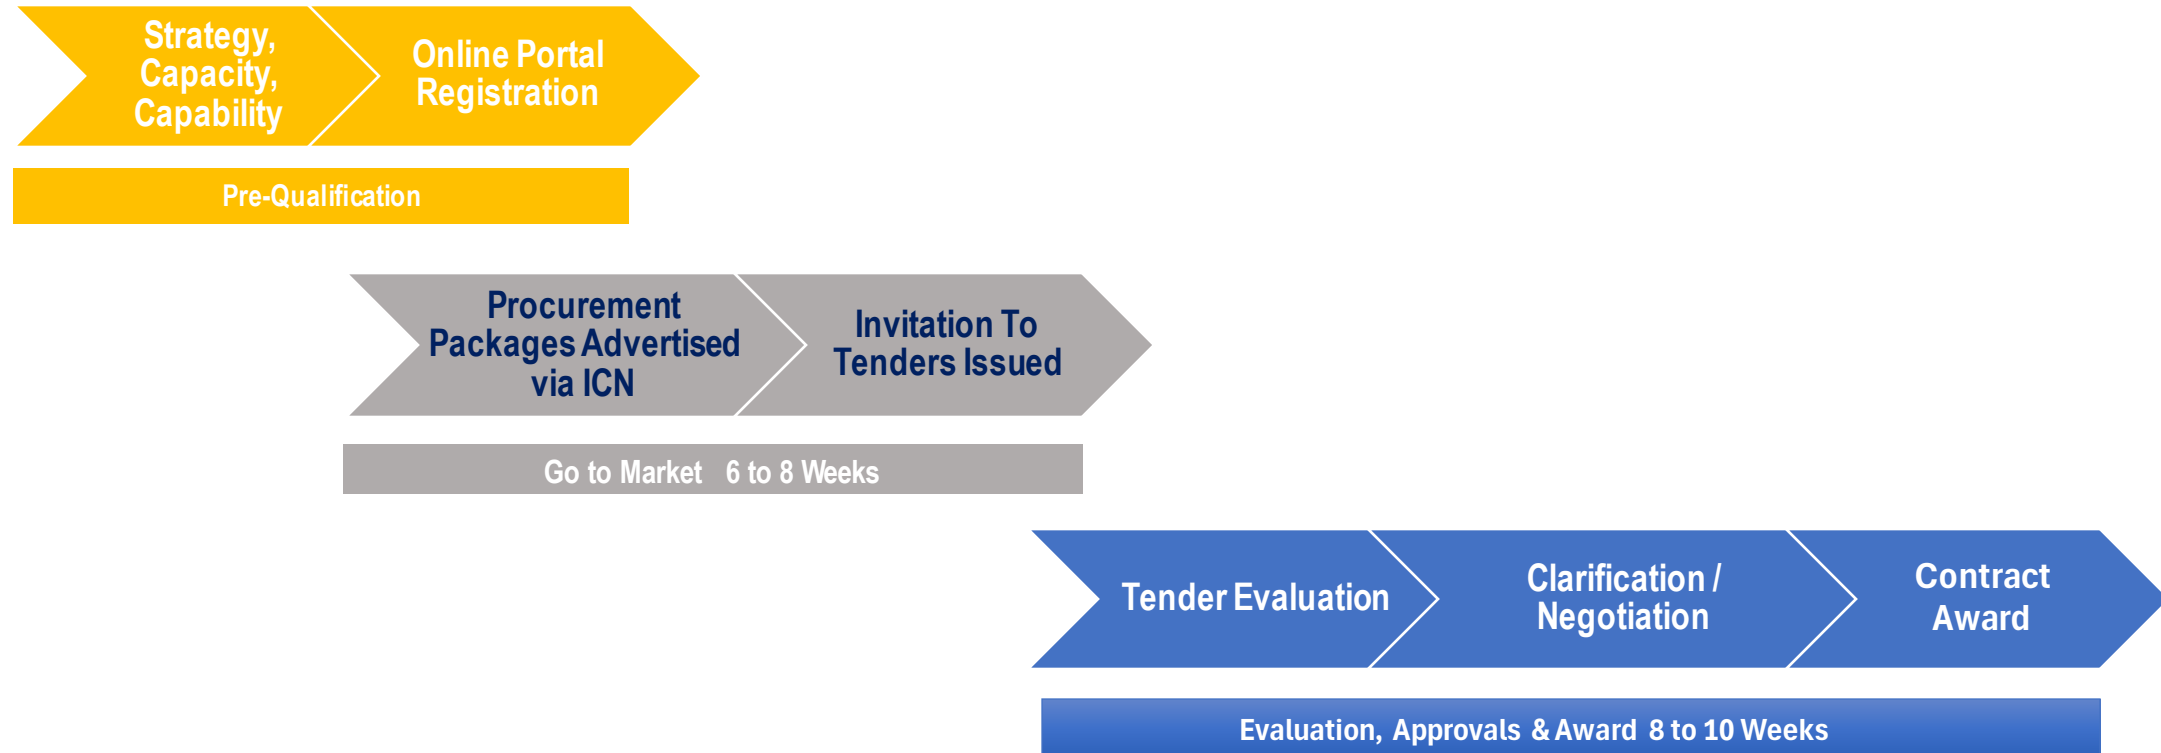 Strategy,
Capacity,
Capability
Online Portal
Registration
Pre-Qualification
Procurement
Packages Advertised
via ICN
Invitation To
Tenders Issued
Go to Market 6 to 8 Weeks
Tender Evaluation
Clarification /
Negotiation
Contract
Award
Evaluation, Approvals & Award 8 to 10 Weeks